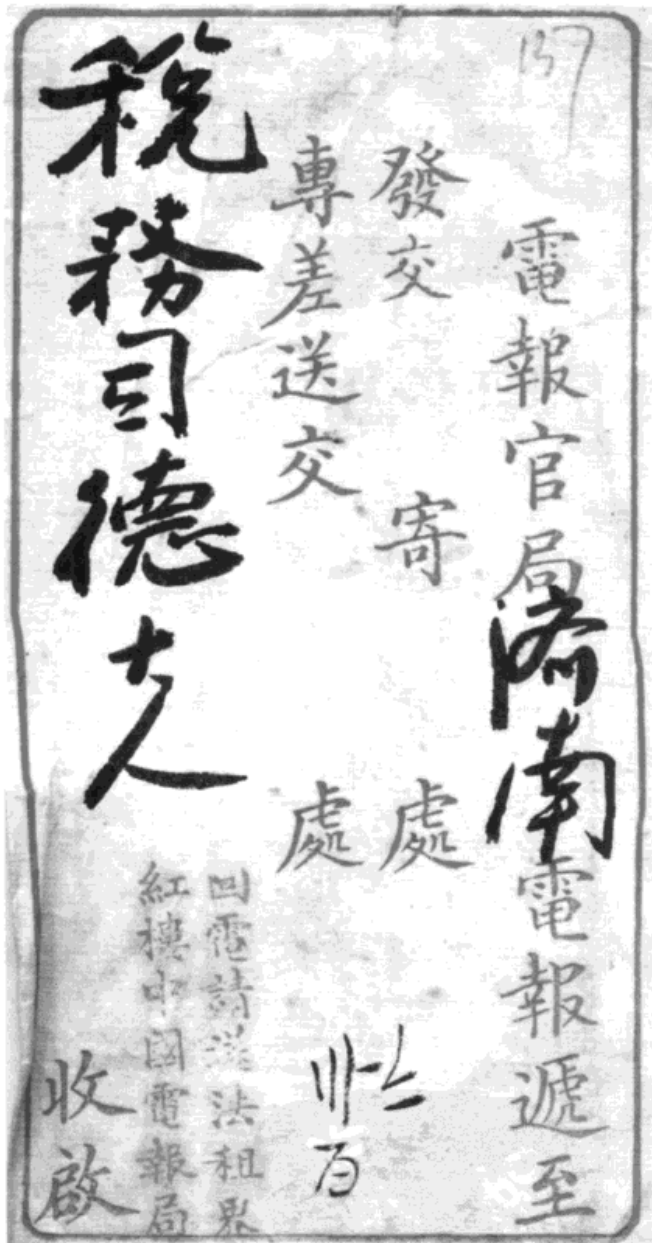 137
電報官局濟南電報遞至
發交 寄 處
專差送交 處
百
回電請送法租界
紅樓中國電報局
稅務司德大人 收啟